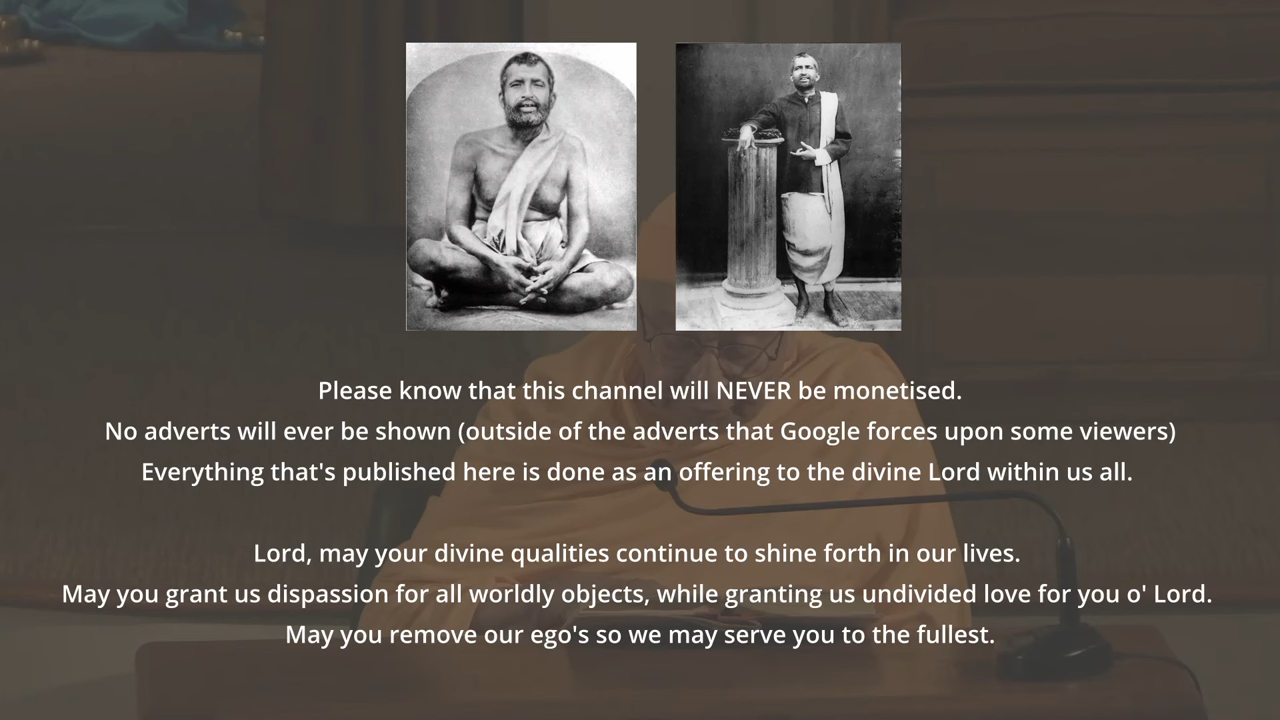 Please know that this channel will NEVER be monetised.
No adverts will ever be shown (outside of the adverts that Google forces upon some viewers)
Everything that's published here is done as an offering to the divine Lord within us all.
Lord, may your divine qualities continue to shine forth in our lives.
May you grant us dispassion for all worldly objects, while granting us undivided love for you o' Lord.
May you remove our ego's so we may serve you to the fullest.